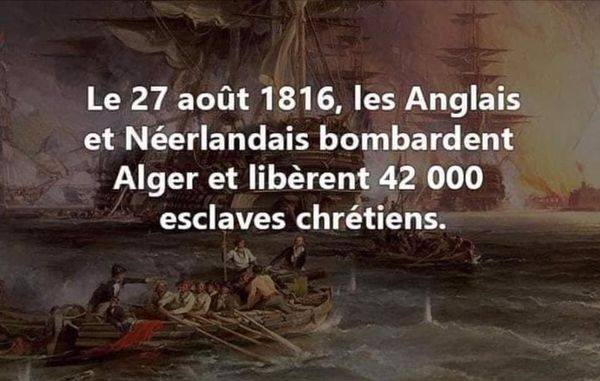 Le 27 août 1816, les Anglais
et Néerlandais bombardent
Alger et libèrent 42 000
esclaves chrétiens.